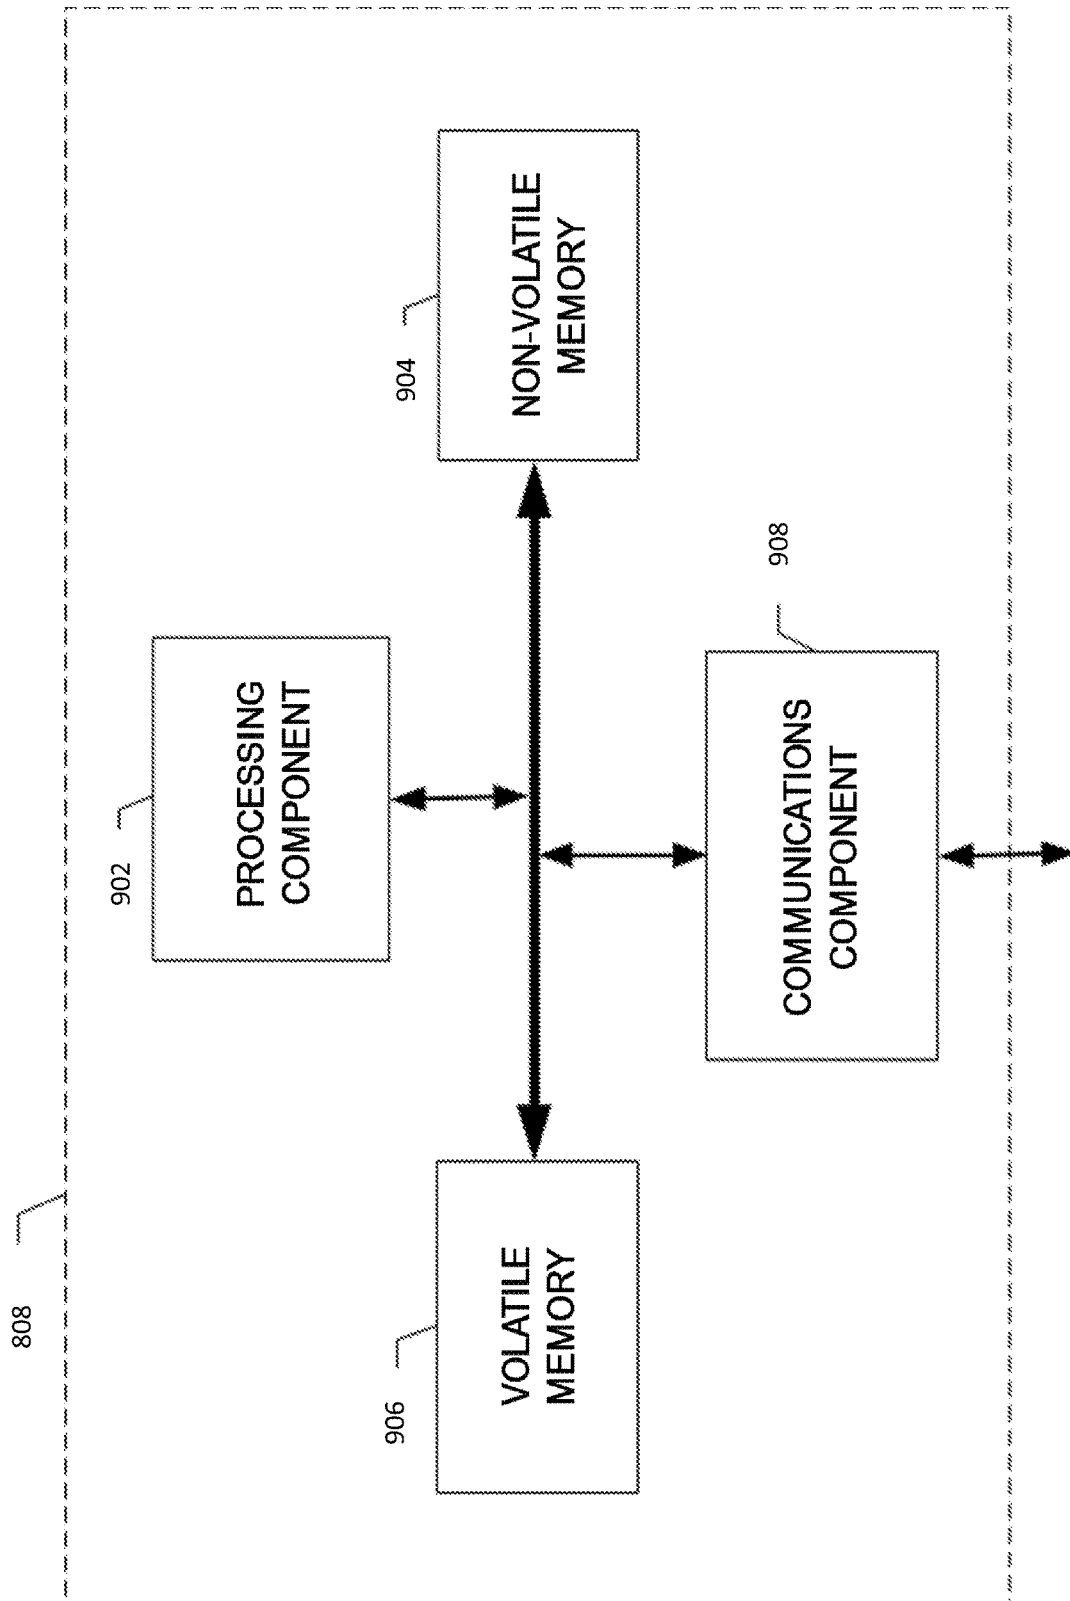 808
902
PROCESSING
COMPONENT
906
VOLATILE
MEMORY
904
NON-VOLATILE
MEMORY
908
COMMUNICATIONS
COMPONENT